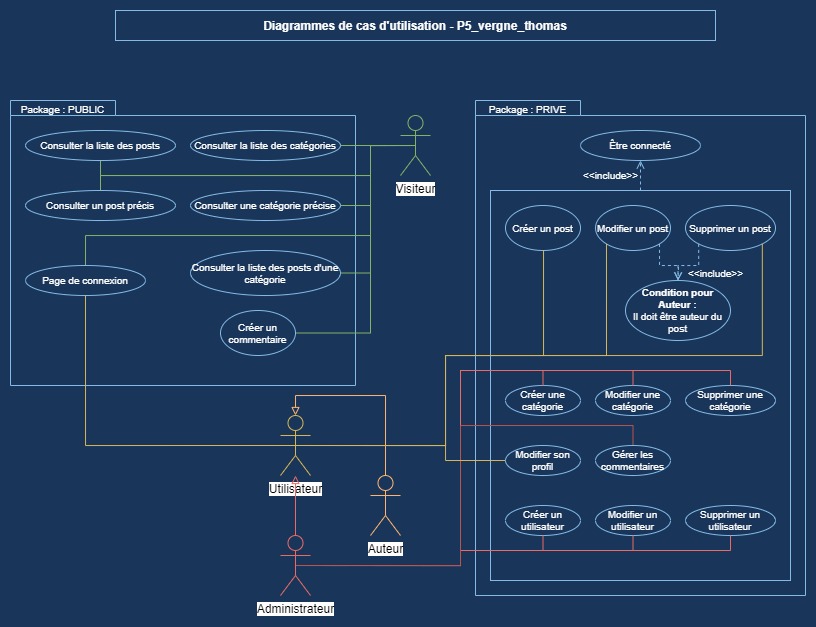 Diagrammes de cas d'utilisation - P5_vergne_thomas
Package : PUBLIC
Consulter la liste des posts
Consulter la liste des catégories
Consulter un post précis
Consulter une catégorie précise
Page de connexion
Consulter la liste des posts d'une
catégorie
Créer un
commentaire
Visiteur
Package : PRIVE
Être connecté
<<include>>
Créer un post
Modifier un post
Supprimer un post
<<include>>
Condition pour
Auteur :
Il doit être auteur du
post
Créer une
catégorie
Modifier une
catégorie
Supprimer une
catégorie
Modifier son
profil
Gérer les
commentaires
Créer un
utilisateur
Modifier un
utilisateur
Supprimer un
utilisateur
Utilisateur
Auteur
Administrateur